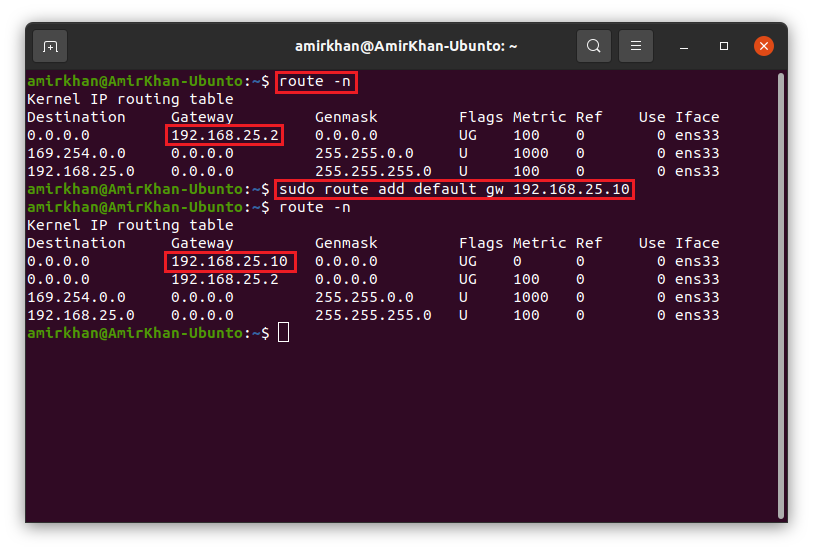 amirkhan@AmirKhan-Ubunto: ~
amirkhan@AmirKhan-Ubunto:~$ route -n
Kernel IP routing table
Destination     Gateway         Genmask         Flags Metric Ref    Use Iface
0.0.0.0         192.168.25.2    0.0.0.0         UG    100    0        0 ens33
169.254.0.0     0.0.0.0         255.255.0.0     U     1000   0        0 ens33
192.168.25.0    0.0.0.0         255.255.255.0   U     100    0        0 ens33
amirkhan@AmirKhan-Ubunto:~$ sudo route add default gw 192.168.25.10
amirkhan@AmirKhan-Ubunto:~$ route -n
Kernel IP routing table
Destination     Gateway         Genmask         Flags Metric Ref    Use Iface
0.0.0.0         192.168.25.10   0.0.0.0         UG    0      0        0 ens33
0.0.0.0         192.168.25.2    0.0.0.0         UG    100    0        0 ens33
169.254.0.0     0.0.0.0         255.255.0.0     U     1000   0        0 ens33
192.168.25.0    0.0.0.0         255.255.255.0   U     100    0        0 ens33
amirkhan@AmirKhan-Ubunto:~$